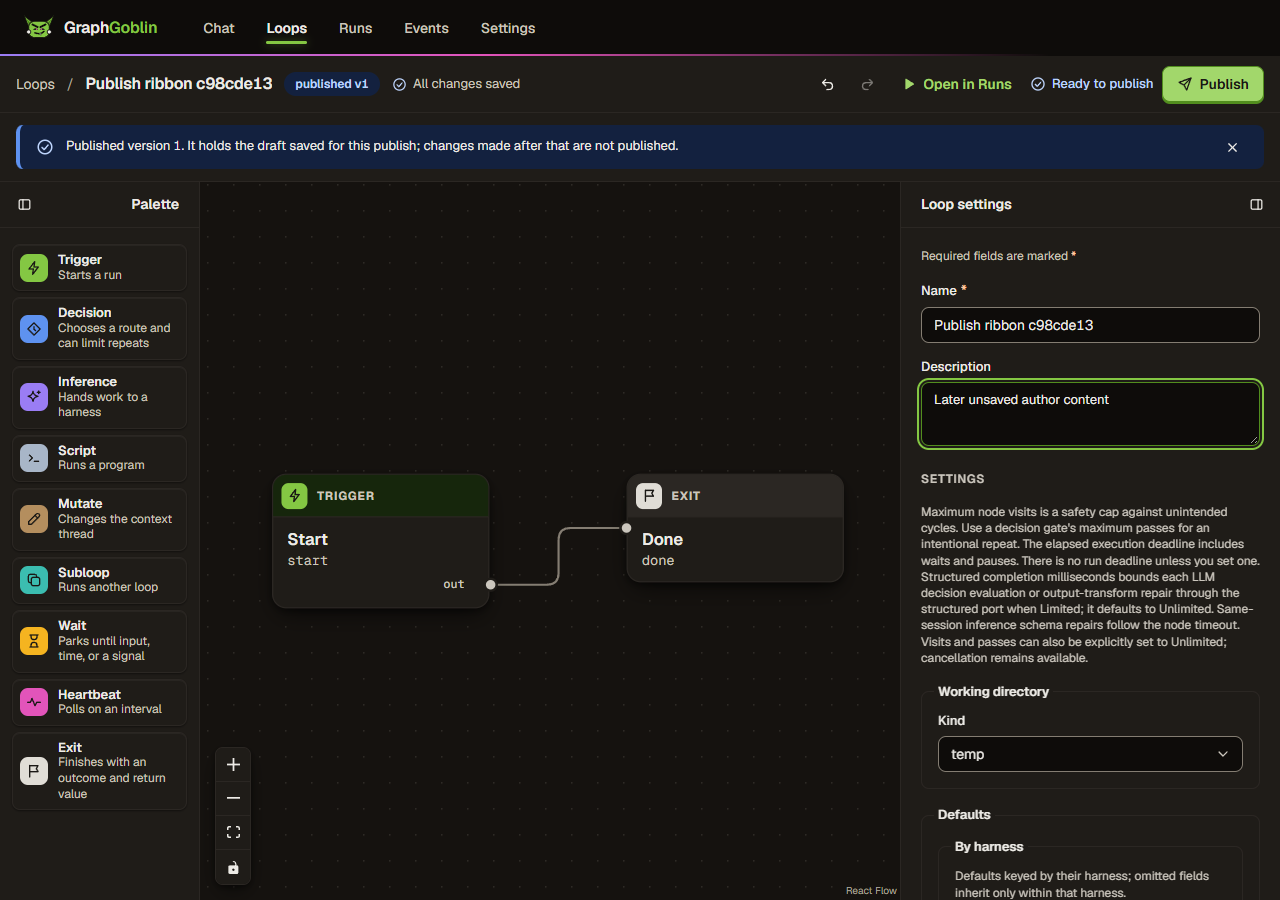 GraphGoblin
Chat
Loops
Runs
Events
Settings
Loops / Publish ribbon c98cde13
published v1
All changes saved
Open in Runs
Ready to publish
Publish
Published version 1. It holds the draft saved for this publish; changes made after that are not published.
Palette
Trigger
Starts a run
Decision
Chooses a route and
can limit repeats
Inference
Hands work to a
harness
Script
Runs a program
Mutate
Changes the context
thread
Subloop
Runs another loop
Wait
Parks until input,
time, or a signal
Heartbeat
Polls on an interval
Exit
Finishes with an
outcome and return
value
TRIGGER
Start
start
out
EXIT
Done
done
React Flow
Loop settings
Required fields are marked *
Name *
Publish ribbon c98cde13
Description
Later unsaved author content
SETTINGS
Maximum node visits is a safety cap against unintended
cycles. Use a decision gate's maximum passes for an
intentional repeat. The elapsed execution deadline includes
waits and pauses. There is no run deadline unless you set one.
Structured completion milliseconds bounds each LLM
decision evaluation or output-transform repair through the
structured port when Limited; it defaults to Unlimited. Same-
session inference schema repairs follow the node timeout.
Visits and passes can also be explicitly set to Unlimited;
cancellation remains available.
Working directory
Kind
temp
Defaults
By harness
Defaults keyed by their harness; omitted fields
inherit only within that harness.